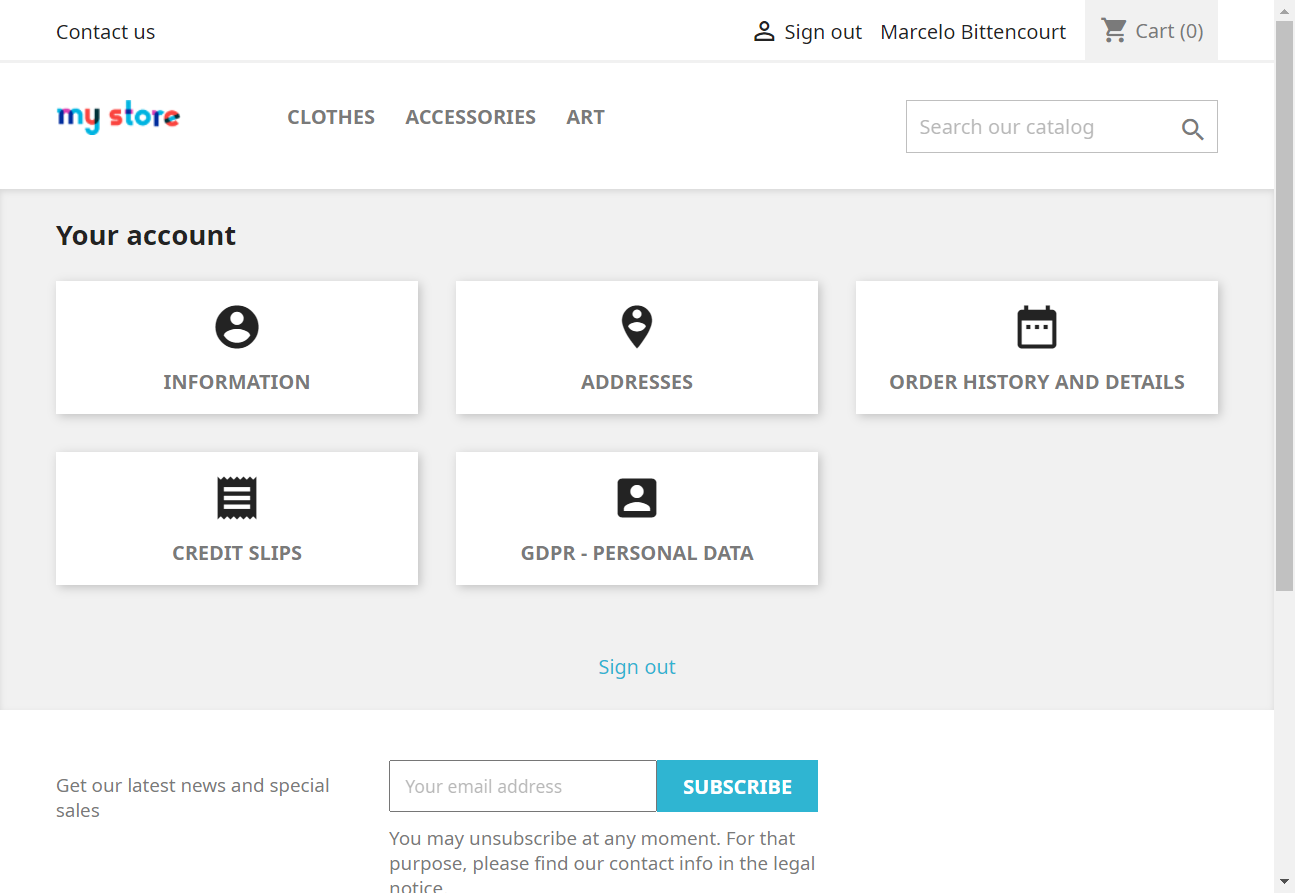 Contact us
Sign out Marcelo Bittencourt Cart (0)
my store
CLOTHES ACCESSORIES ART
Search our catalog
Your account
INFORMATION
ADDRESSES
ORDER HISTORY AND DETAILS
CREDIT SLIPS
GDPR - PERSONAL DATA
Sign out
Get our latest news and special
sales
Your email address
SUBSCRIBE
You may unsubscribe at any moment. For that
purpose, please find our contact info in the legal
notice